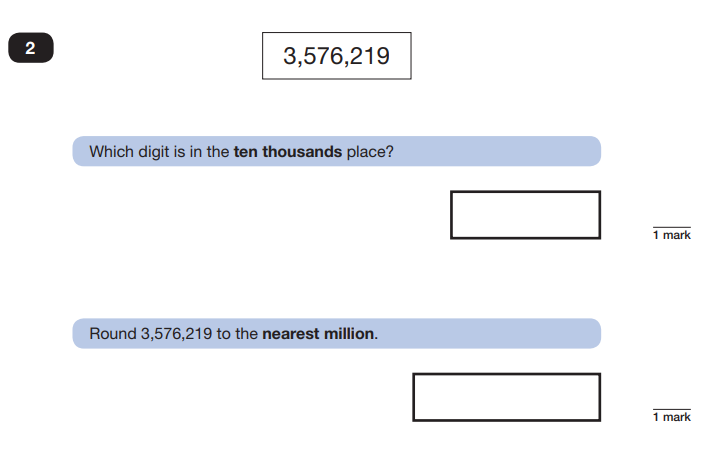 2
3,576,219
Which digit is in the ten thousands place?
1 mark
Round 3,576,219 to the nearest million.
1 mark